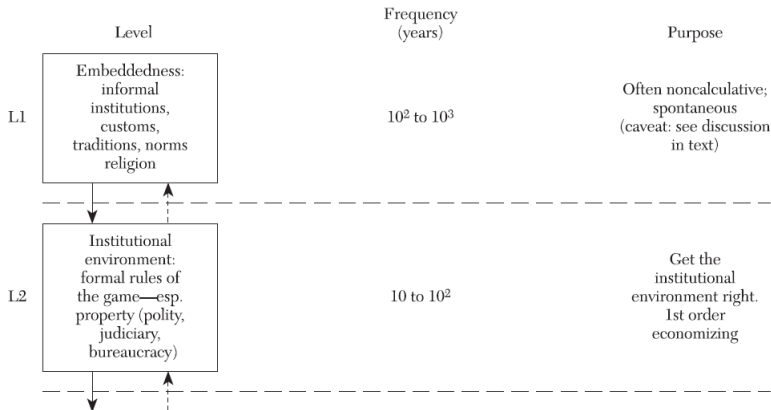 Level
Frequency
(years)
Purpose
L1
Embeddedness:
informal
institutions,
customs,
traditions, norms
religion
10² to 10³
Often noncalculative;
spontaneous
(caveat: see discussion
in text)
L2
Institutional
environment:
formal rules of
the game—esp.
property (polity,
judiciary,
bureaucracy)
10 to 10²
Get the
institutional
environment right.
1st order
economizing